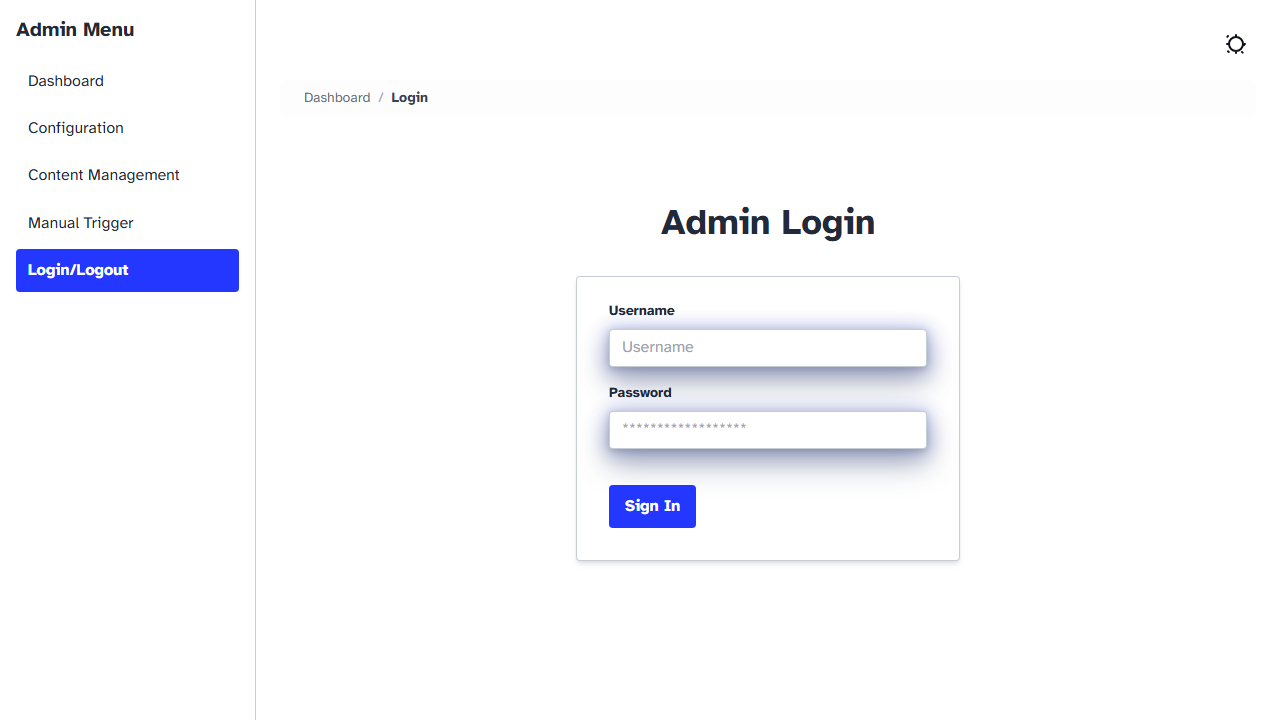 Admin Menu
Dashboard
Configuration
Content Management
Manual Trigger
Login/Logout
Dashboard / Login
Admin Login
Username
Username
Password
******************
Sign In